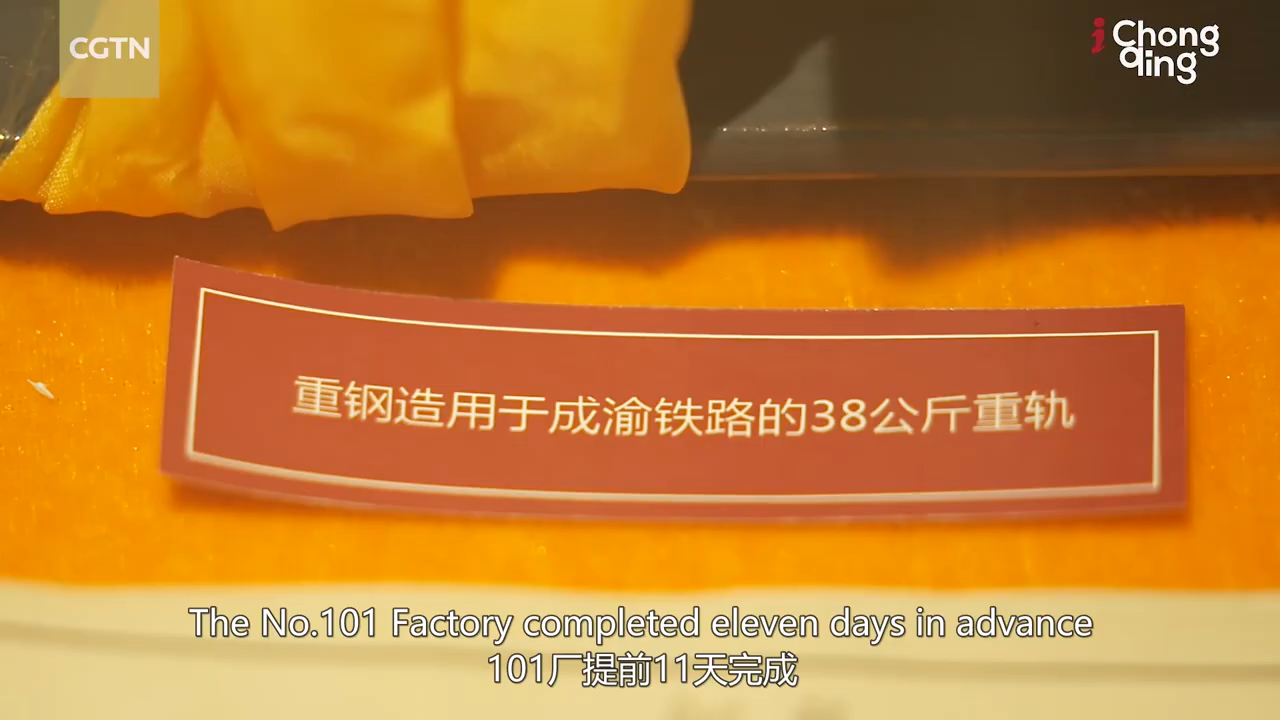 CGTN
iChong
qing
重钢造用于成渝铁路的38公斤重轨
The No.101 Factory completed eleven days in advance
101厂提前11天完成